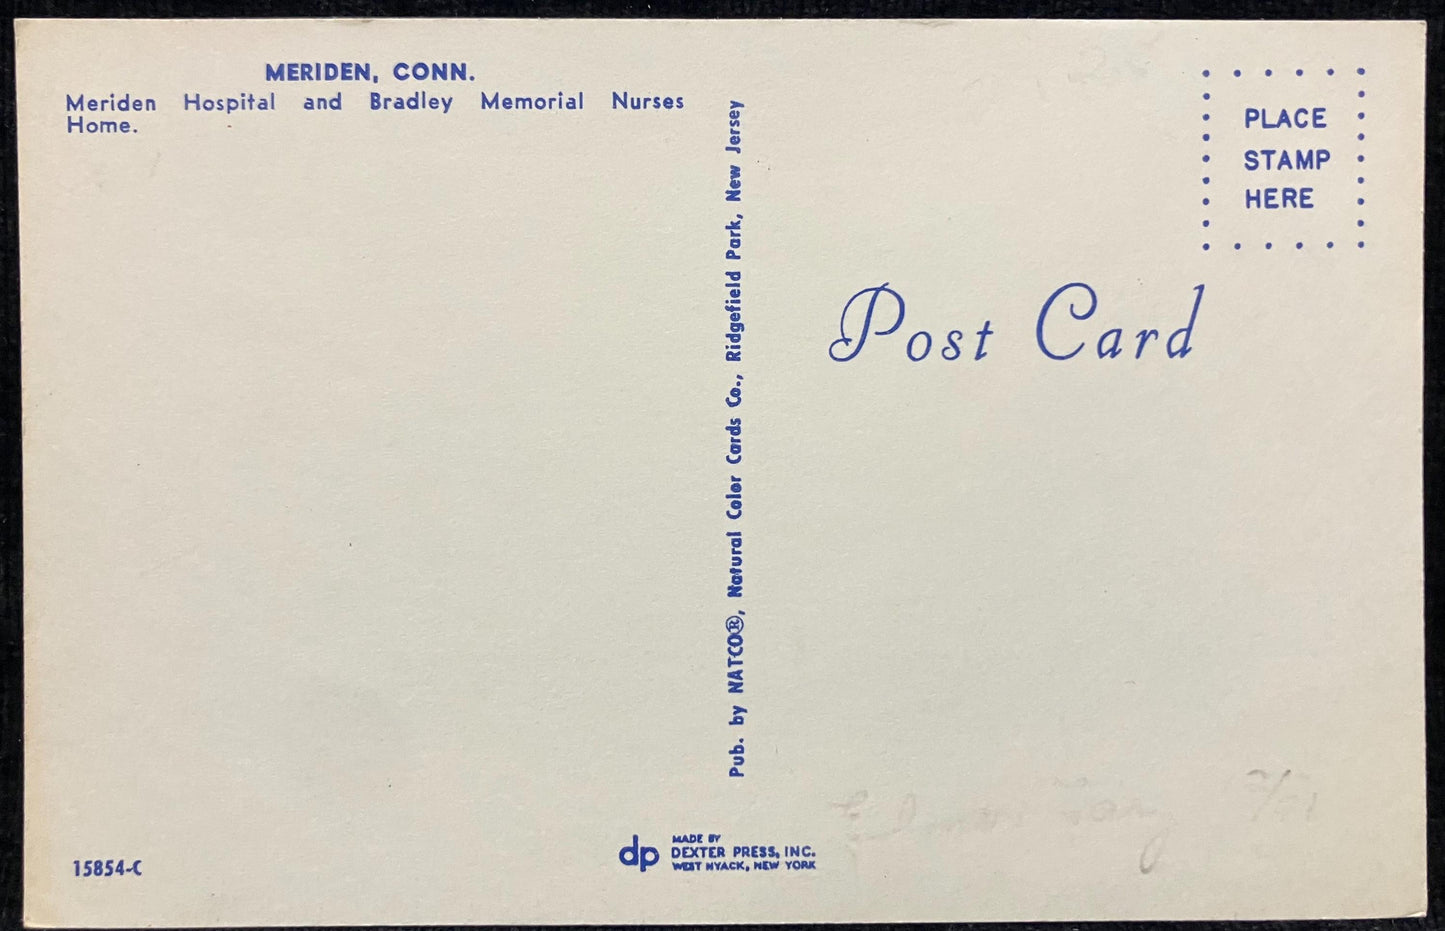 MERIDEN, CONN.
Meriden Hospital and Bradley Memorial Nurses
Home.
15854-C
Pub. by NATCO®, Natural Color Cards Co., Ridgefield Park, New Jersey
dp
MADE BY
DEXTER PRESS, INC.
WEST NYACK, NEW YORK
PLACE
STAMP
HERE
Post Card